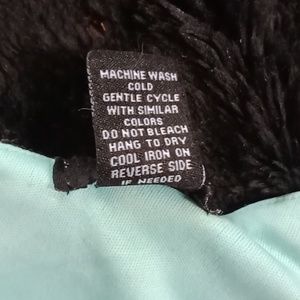 MACHINE WASH
COLD
GENTLE CYCLE
WITH SIMILAR
COLORS
DO NOT BLEACH
HANG TO DRY
COOL IRON ON
REVERSE SIDE
IF NEEDED